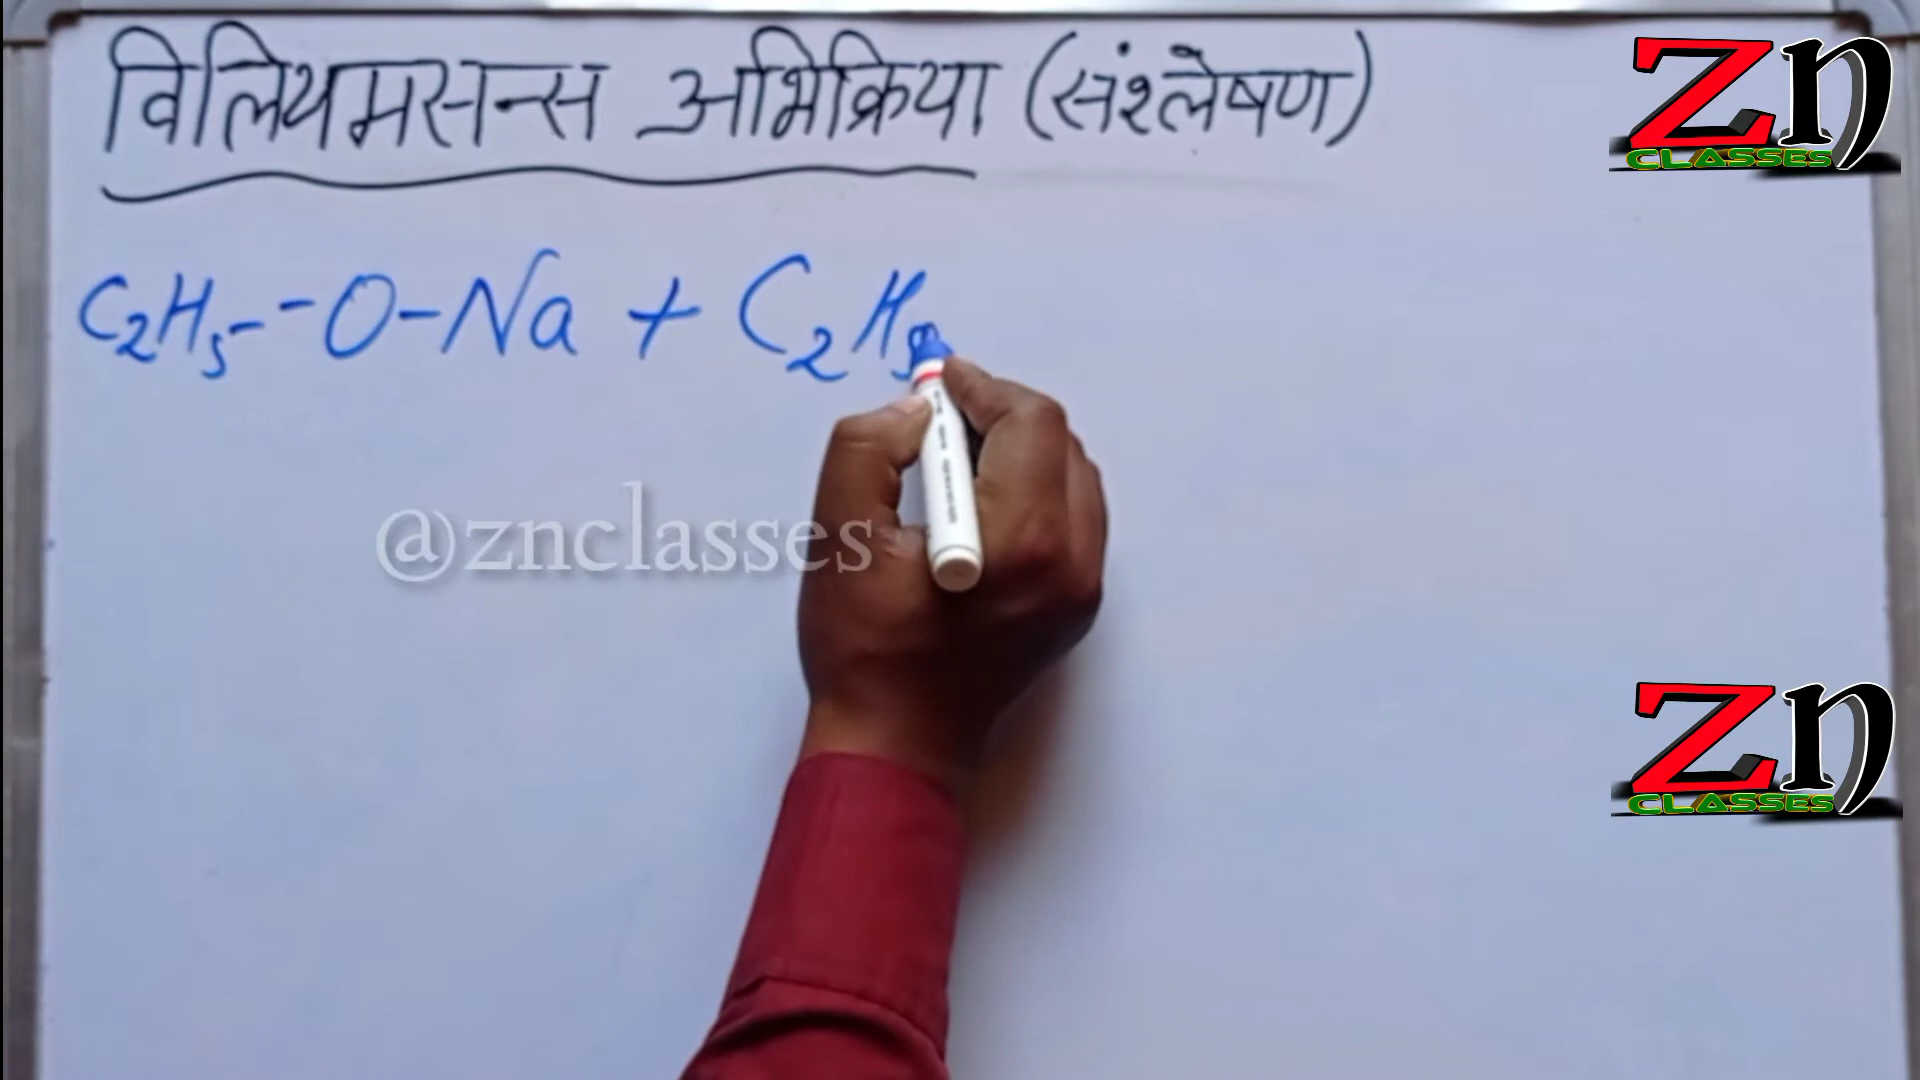 विलियमसन्स अभिक्रिया (संश्लेषण)
Zn
CLASSES
C₂H₅--O-Na + C₂H₅
@znclasses
Zn
CLASSES